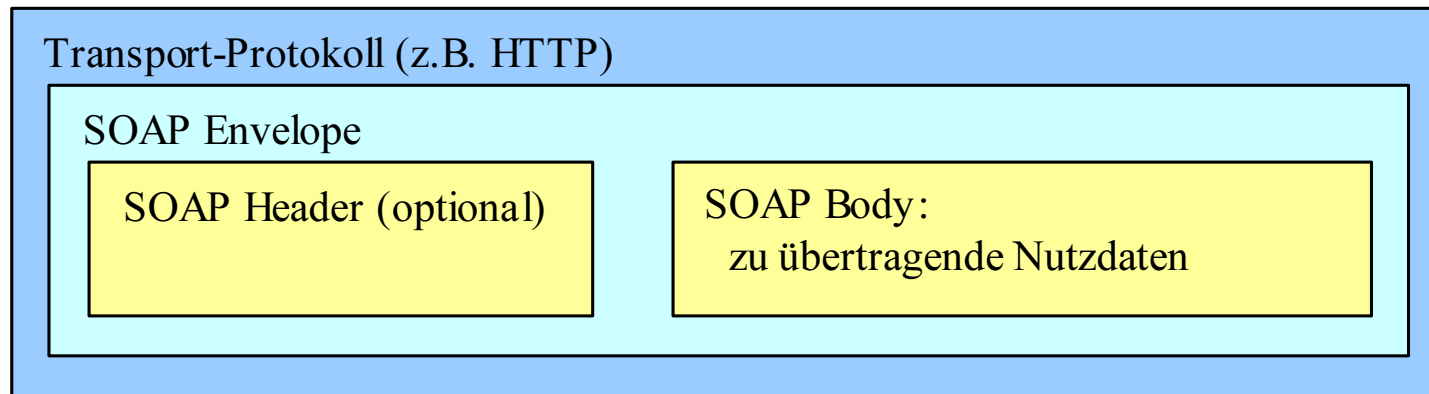 Transport-Protokoll (z.B. HTTP)
SOAP Envelope
SOAP Header (optional)
SOAP Body:
zu übertragende Nutzdaten